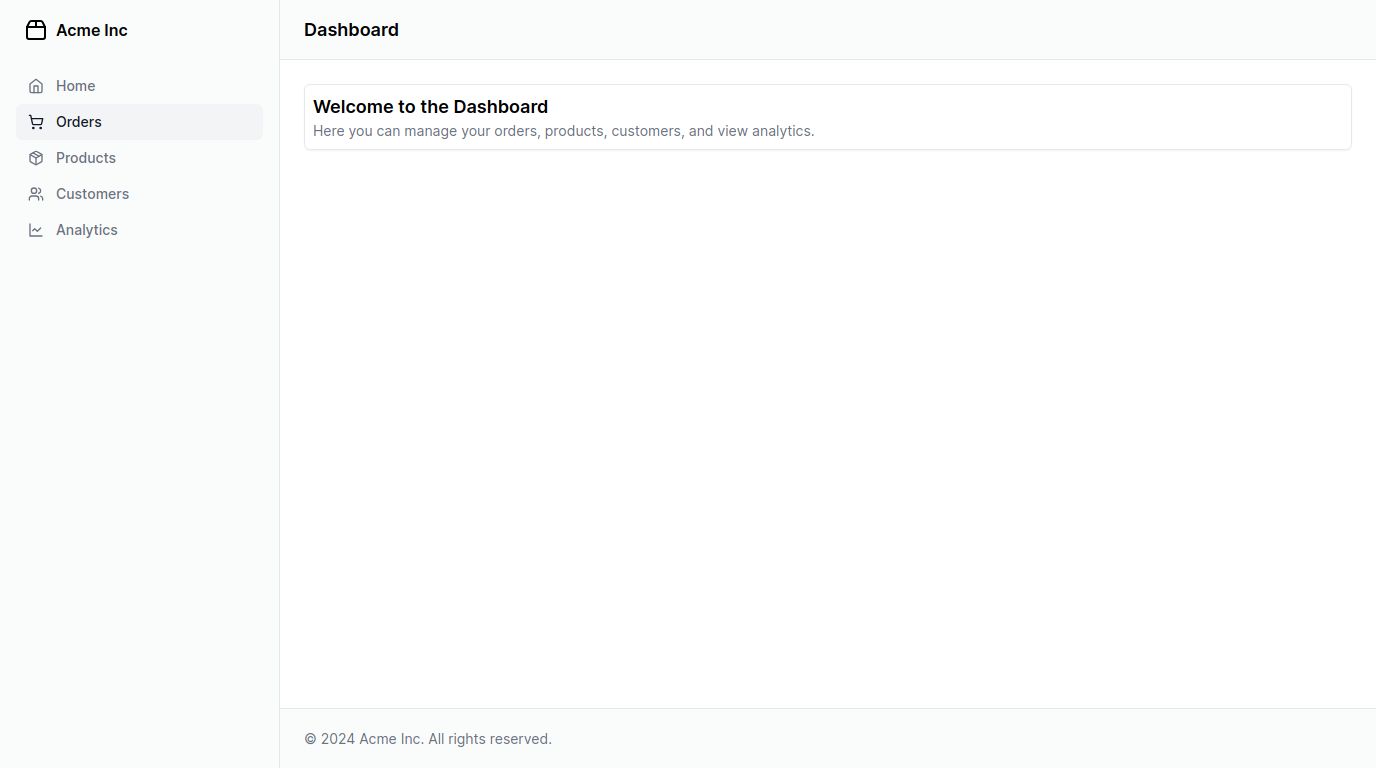 Acme Inc
Home
Orders
Products
Customers
Analytics
Dashboard
Welcome to the Dashboard
Here you can manage your orders, products, customers, and view analytics.
© 2024 Acme Inc. All rights reserved.